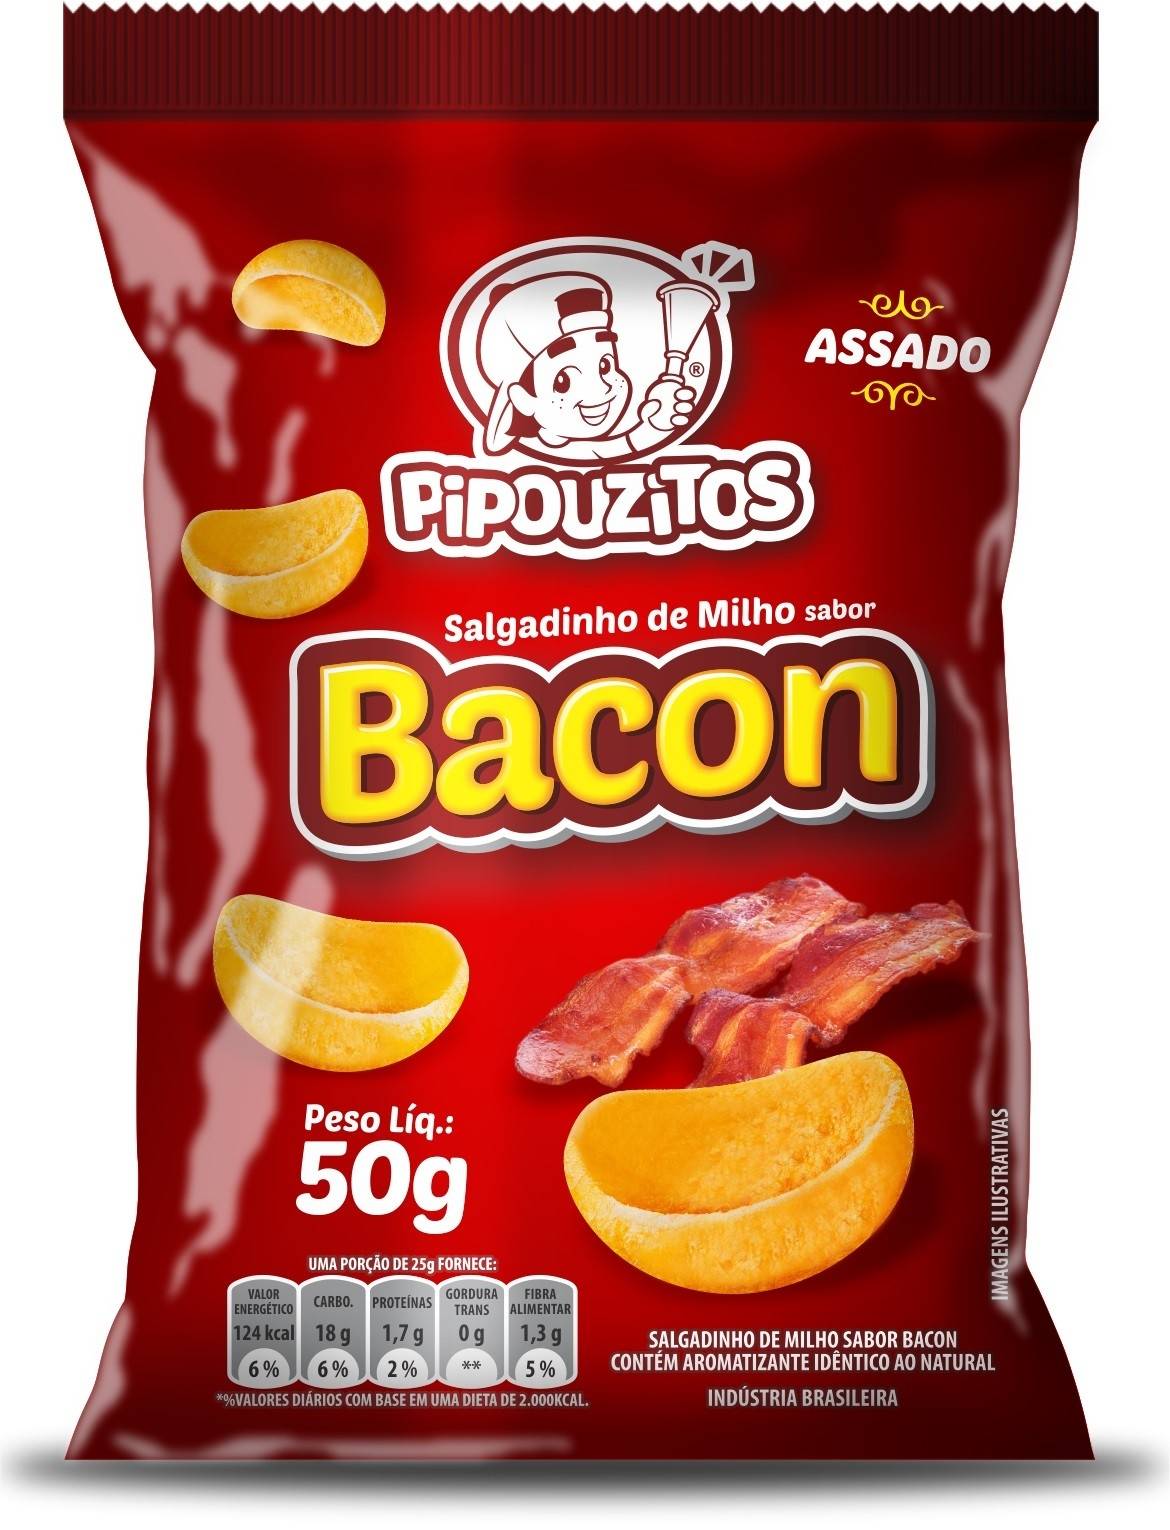 ASSADO
®
PiPOUZiTOS
Salgadinho de Milho sabor
Bacon
Peso Líq.:
50g
UMA PORÇÃO DE 25g FORNECE:
VALOR ENERGÉTICO 124 kcal 6%
CARBO. 18 g 6%
PROTEÍNAS 1,7 g 2%
GORDURA TRANS 0 g **
FIBRA ALIMENTAR 1,3 g 5%
*%VALORES DIÁRIOS COM BASE EM UMA DIETA DE 2.000KCAL.
SALGADINHO DE MILHO SABOR BACON
CONTÉM AROMATIZANTE IDÊNTICO AO NATURAL
INDÚSTRIA BRASILEIRA
IMAGENS ILUSTRATIVAS